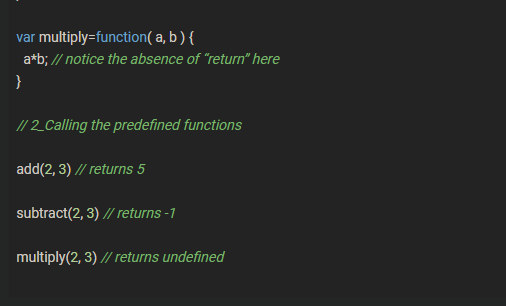 var multiply=function( a, b ) {
a*b; // notice the absence of “return” here
}
// 2_Calling the predefined functions
add(2, 3) // returns 5
subtract(2, 3) // returns -1
multiply(2, 3) // returns undefined